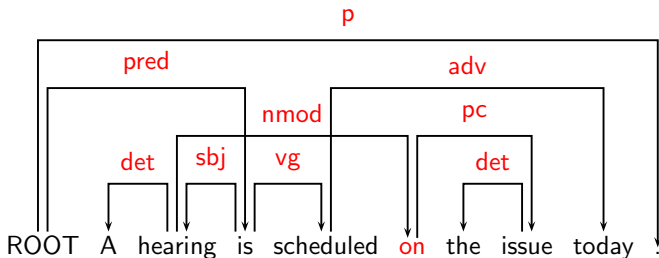 p
pred adv
nmod pc
det sbj vg det
ROOT A hearing is scheduled on the issue today .